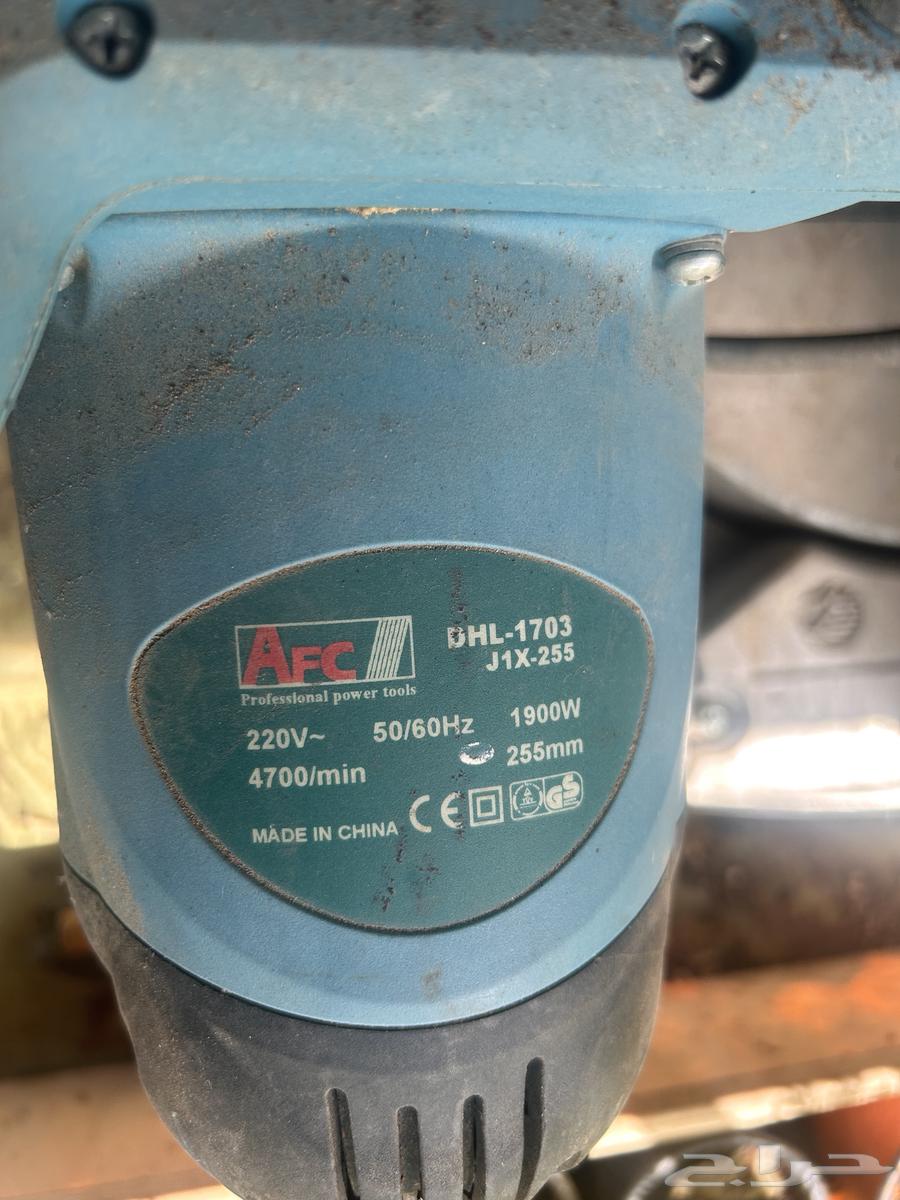 AFC
Professional power tools
DHL-1703
J1X-255
220V~ 50/60Hz 1900W
4700/min 255mm
MADE IN CHINA CE GS
حراج